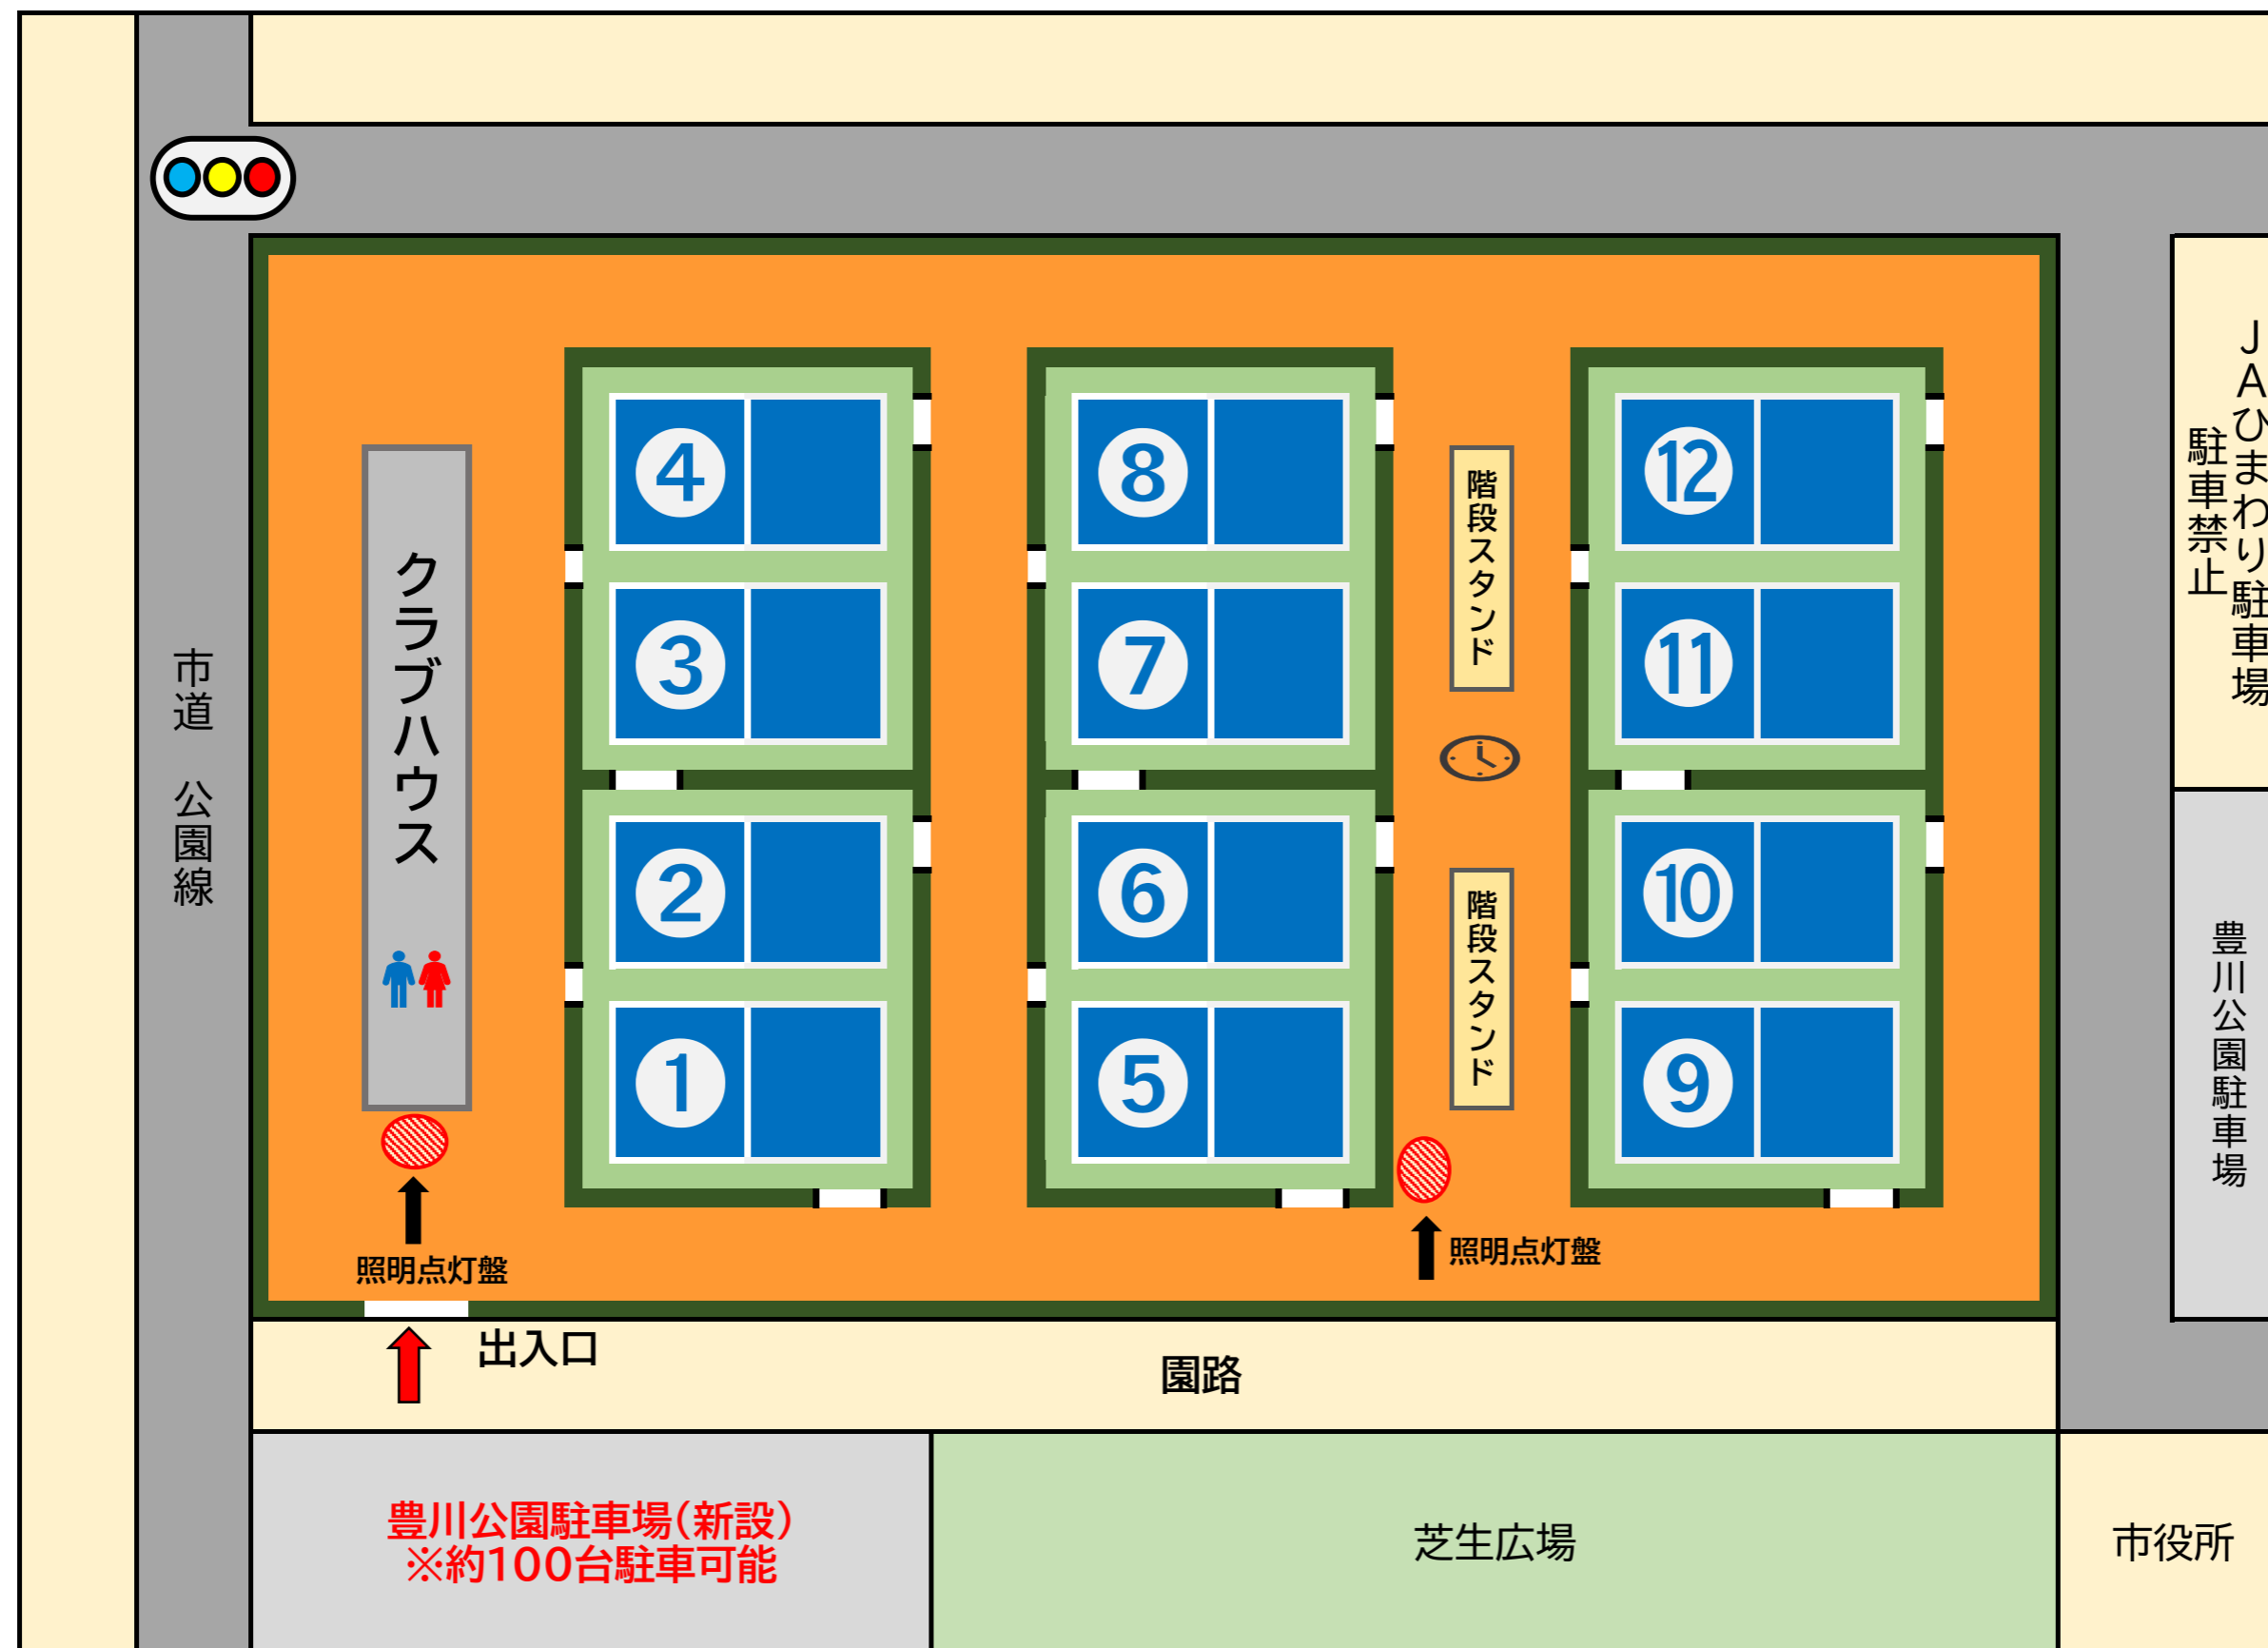 JAひまわり駐車場
駐車禁止
4
8
12
階段スタンド
クラブハウス
3
7
11
市道　公園線
2
6
10
階段スタンド
豊川公園駐車場
1
5
9
照明点灯盤
照明点灯盤
出入口
園路
豊川公園駐車場（新設）
※約100台駐車可能
芝生広場
市役所